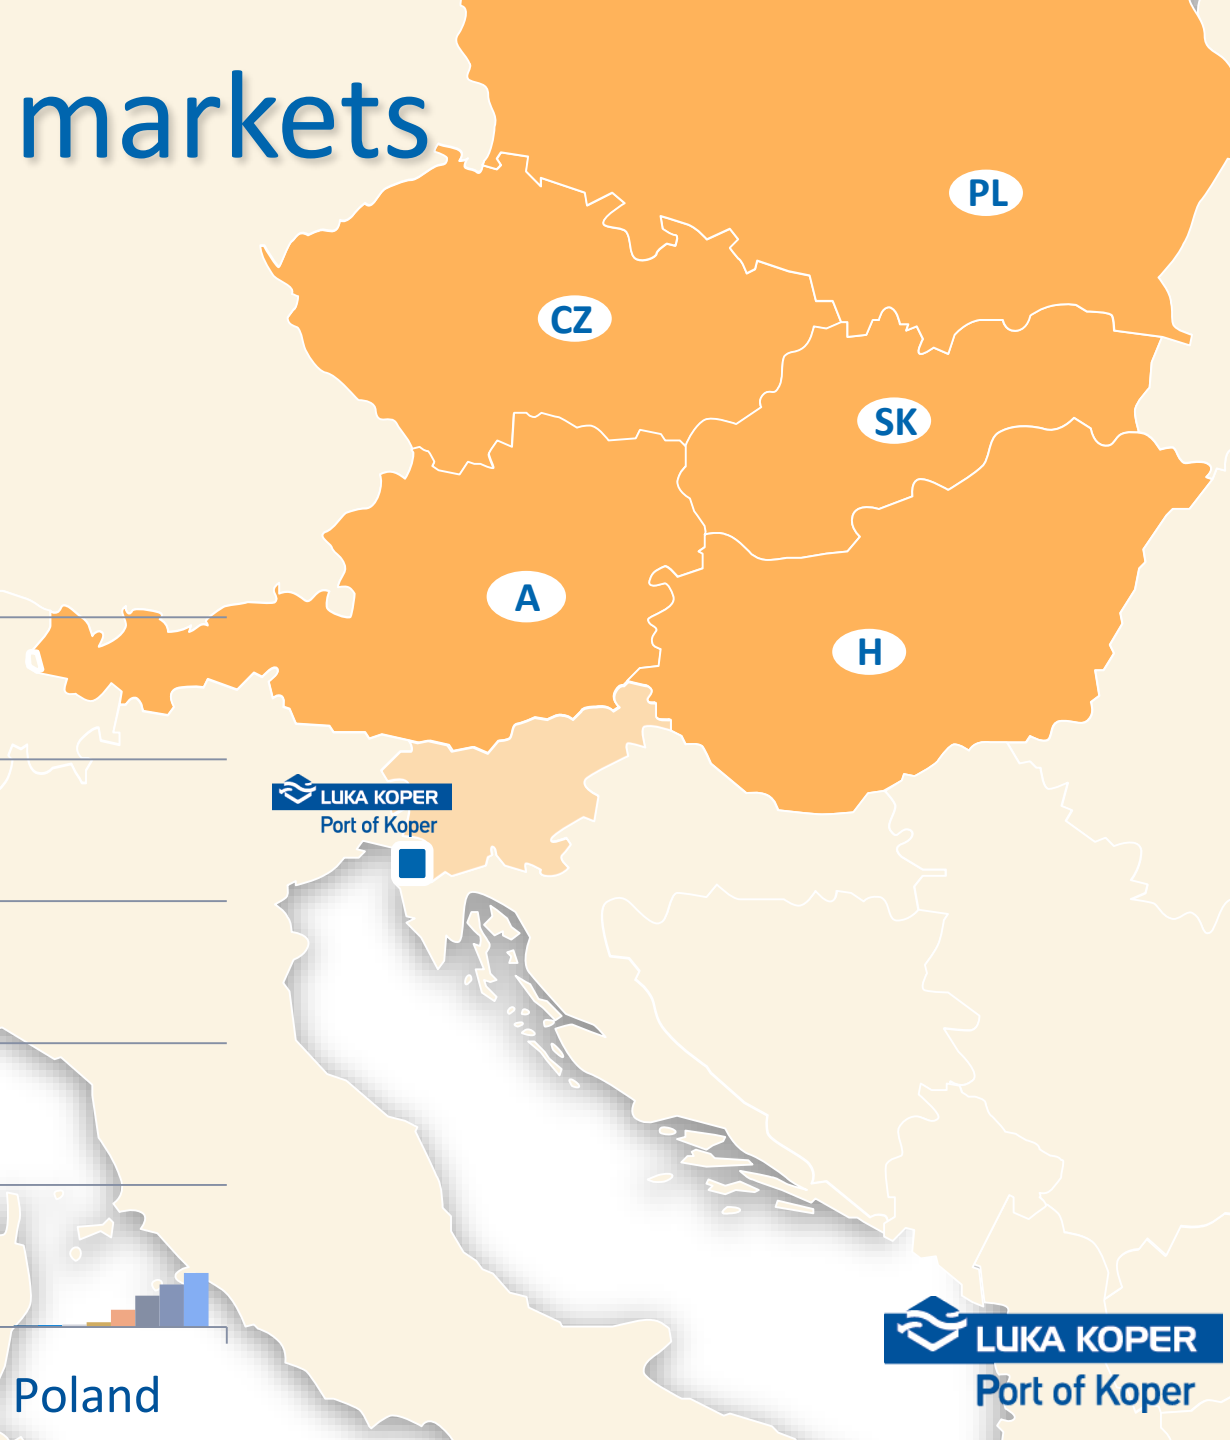 markets
PL
CZ
SK
A
H
LUKA KOPER
Port of Koper
LUKA KOPER
Port of Koper
Poland